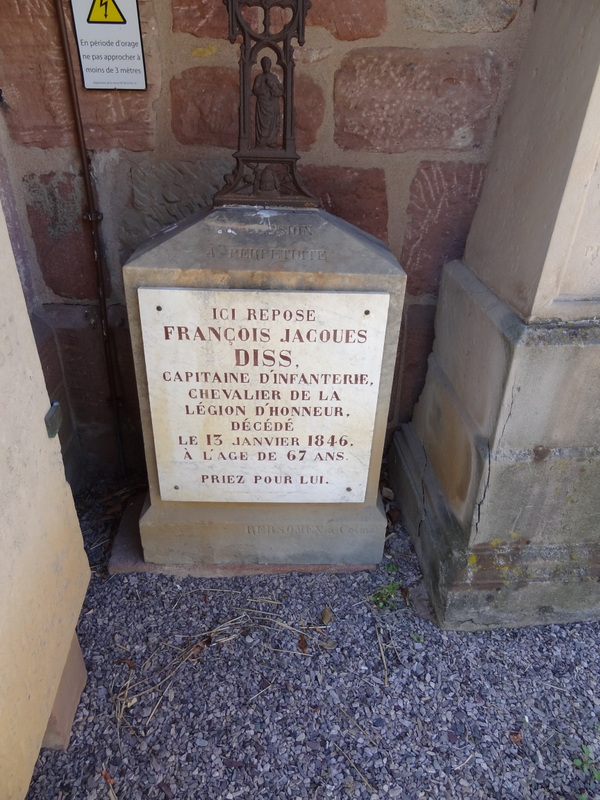 En période d'orage
ne pas approcher à
moins de 3 mètres
ICI REPOSE
FRANÇOIS JACQUES
DISS,
CAPITAINE D'INFANTERIE,
CHEVALIER DE LA
LÉGION D'HONNEUR,
DÉCÉDÉ
LE 13 JANVIER 1846.
À L'AGE DE 67 ANS.
PRIEZ POUR LUI.